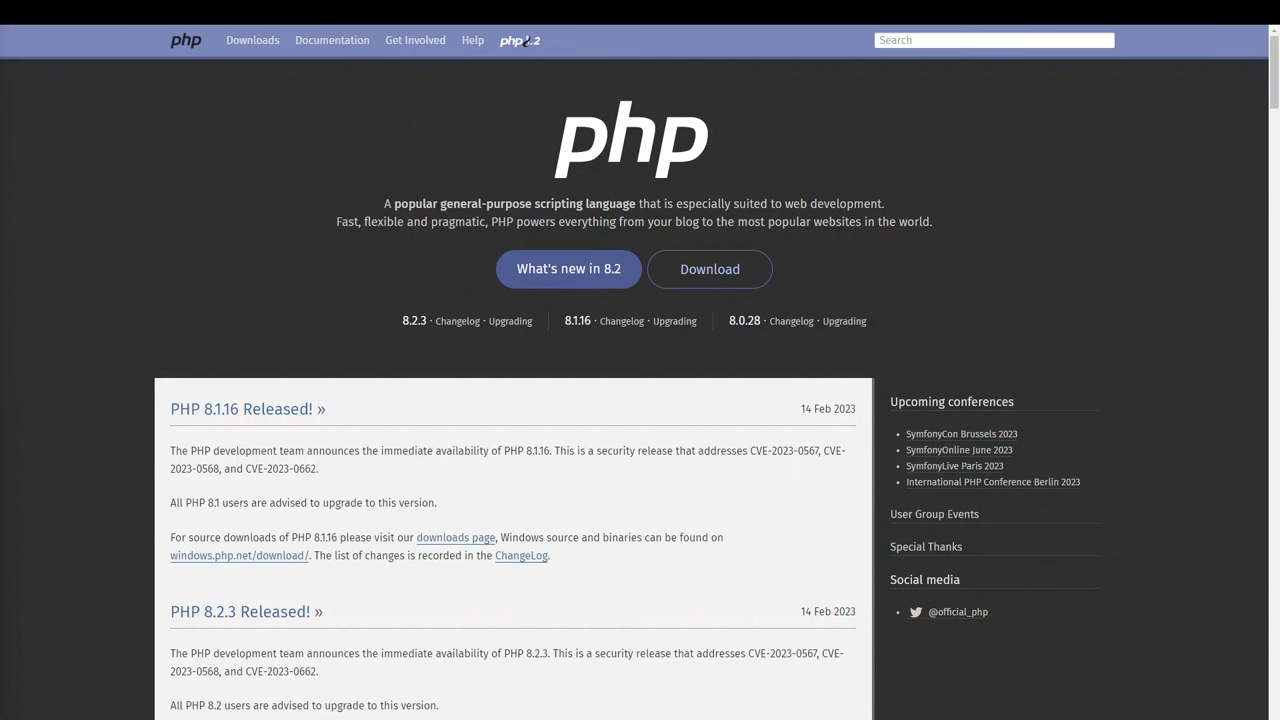 php Downloads Documentation Get Involved Help php8.2 Search
php
A popular general-purpose scripting language that is especially suited to web development.
Fast, flexible and pragmatic, PHP powers everything from your blog to the most popular websites in the world.
What's new in 8.2 Download
8.2.3 · Changelog · Upgrading 8.1.16 · Changelog · Upgrading 8.0.28 · Changelog · Upgrading
PHP 8.1.16 Released! » 14 Feb 2023
The PHP development team announces the immediate availability of PHP 8.1.16. This is a security release that addresses CVE-2023-0567, CVE-
2023-0568, and CVE-2023-0662.
All PHP 8.1 users are advised to upgrade to this version.
For source downloads of PHP 8.1.16 please visit our downloads page, Windows source and binaries can be found on
windows.php.net/download/. The list of changes is recorded in the ChangeLog.
PHP 8.2.3 Released! » 14 Feb 2023
The PHP development team announces the immediate availability of PHP 8.2.3. This is a security release that addresses CVE-2023-0567, CVE-
2023-0568, and CVE-2023-0662.
All PHP 8.2 users are advised to upgrade to this version.
Upcoming conferences
SymfonyCon Brussels 2023
SymfonyOnline June 2023
SymfonyLive Paris 2023
International PHP Conference Berlin 2023
User Group Events
Special Thanks
Social media
@official_php